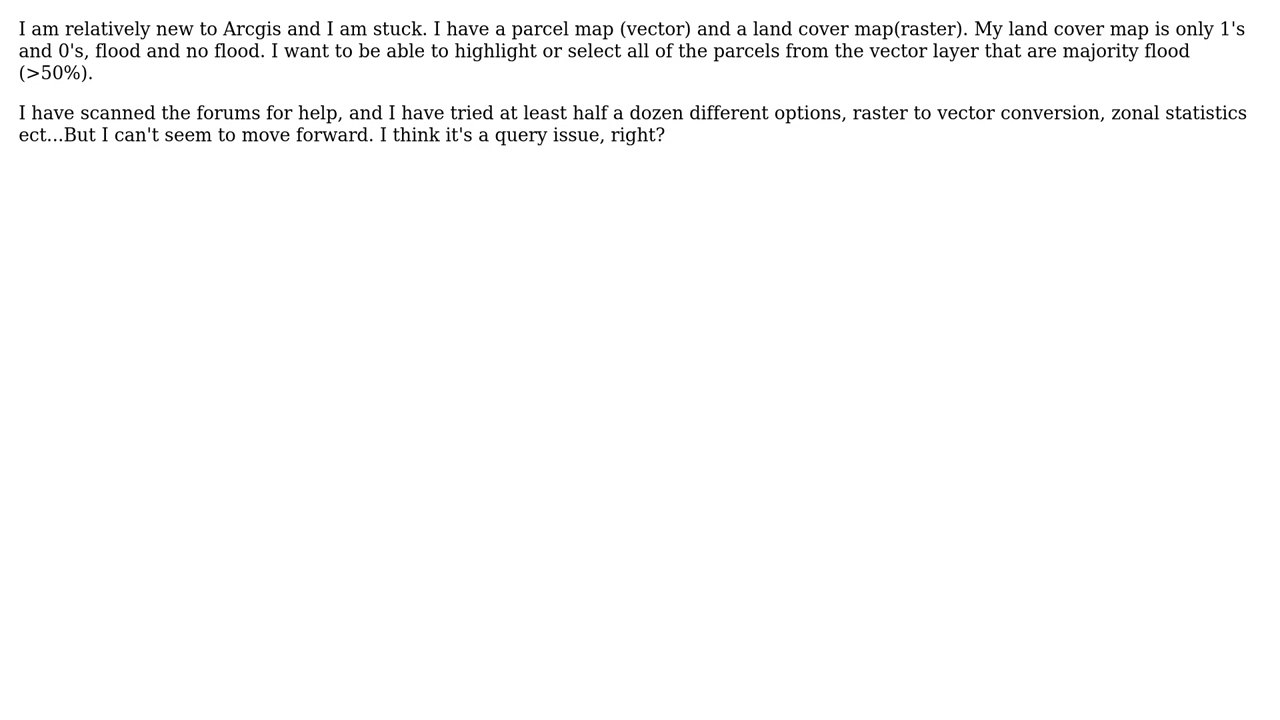 I am relatively new to Arcgis and I am stuck. I have a parcel map (vector) and a land cover map(raster). My land cover map is only 1's
and 0's, flood and no flood. I want to be able to highlight or select all of the parcels from the vector layer that are majority flood
(>50%).
I have scanned the forums for help, and I have tried at least half a dozen different options, raster to vector conversion, zonal statistics
ect...But I can't seem to move forward. I think it's a query issue, right?